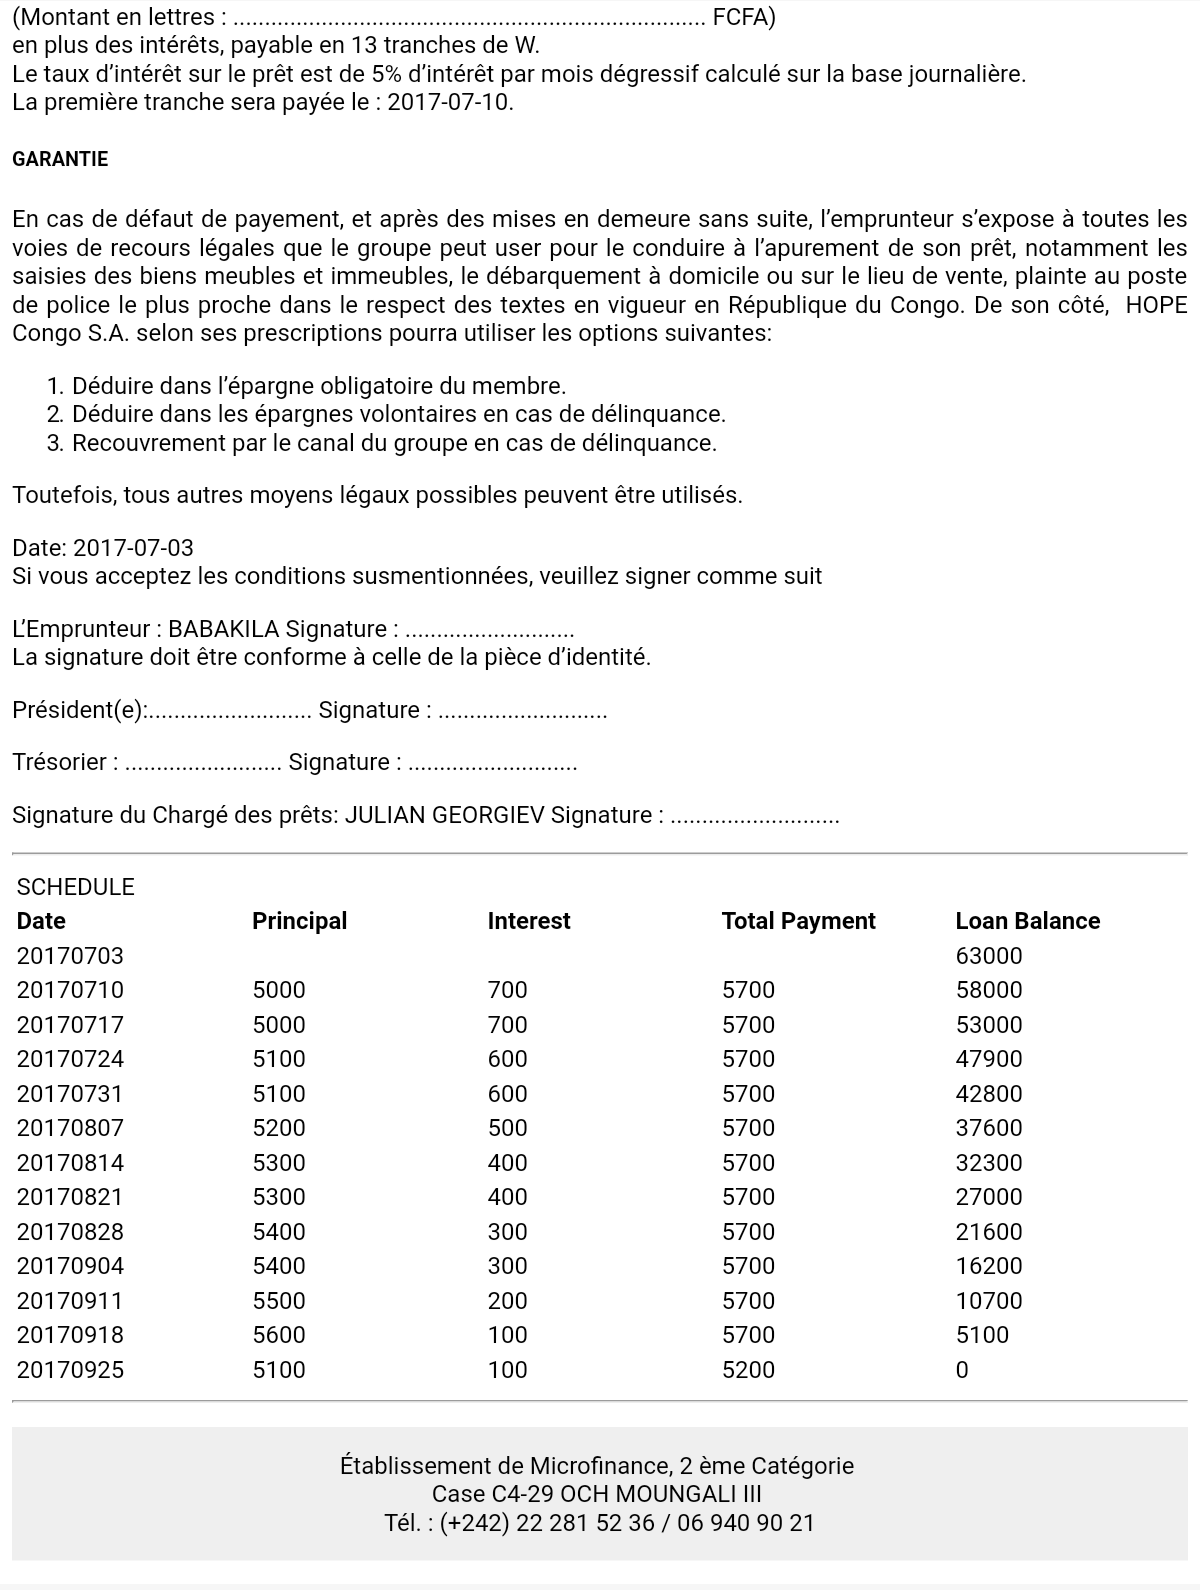 (Montant en lettres : ........................................................................... FCFA)
en plus des intérêts, payable en 13 tranches de W.
Le taux d’intérêt sur le prêt est de 5% d’intérêt par mois dégressif calculé sur la base journalière.
La première tranche sera payée le : 2017-07-10.
GARANTIE
En cas de défaut de payement, et après des mises en demeure sans suite, l’emprunteur s’expose à toutes les
voies de recours légales que le groupe peut user pour le conduire à l’apurement de son prêt, notamment les
saisies des biens meubles et immeubles, le débarquement à domicile ou sur le lieu de vente, plainte au poste
de police le plus proche dans le respect des textes en vigueur en République du Congo. De son côté, HOPE
Congo S.A. selon ses prescriptions pourra utiliser les options suivantes:
1. Déduire dans l’épargne obligatoire du membre.
2. Déduire dans les épargnes volontaires en cas de délinquance.
3. Recouvrement par le canal du groupe en cas de délinquance.
Toutefois, tous autres moyens légaux possibles peuvent être utilisés.
Date: 2017-07-03
Si vous acceptez les conditions susmentionnées, veuillez signer comme suit
L’Emprunteur : BABAKILA Signature : ...........................
La signature doit être conforme à celle de la pièce d’identité.
Président(e):.......................... Signature : ...........................
Trésorier : ......................... Signature : ...........................
Signature du Chargé des prêts: JULIAN GEORGIEV Signature : ...........................
SCHEDULE
Date Principal Interest Total Payment Loan Balance
20170703 63000
20170710 5000 700 5700 58000
20170717 5000 700 5700 53000
20170724 5100 600 5700 47900
20170731 5100 600 5700 42800
20170807 5200 500 5700 37600
20170814 5300 400 5700 32300
20170821 5300 400 5700 27000
20170828 5400 300 5700 21600
20170904 5400 300 5700 16200
20170911 5500 200 5700 10700
20170918 5600 100 5700 5100
20170925 5100 100 5200 0
Établissement de Microfinance, 2 ème Catégorie
Case C4-29 OCH MOUNGALI III
Tél. : (+242) 22 281 52 36 / 06 940 90 21